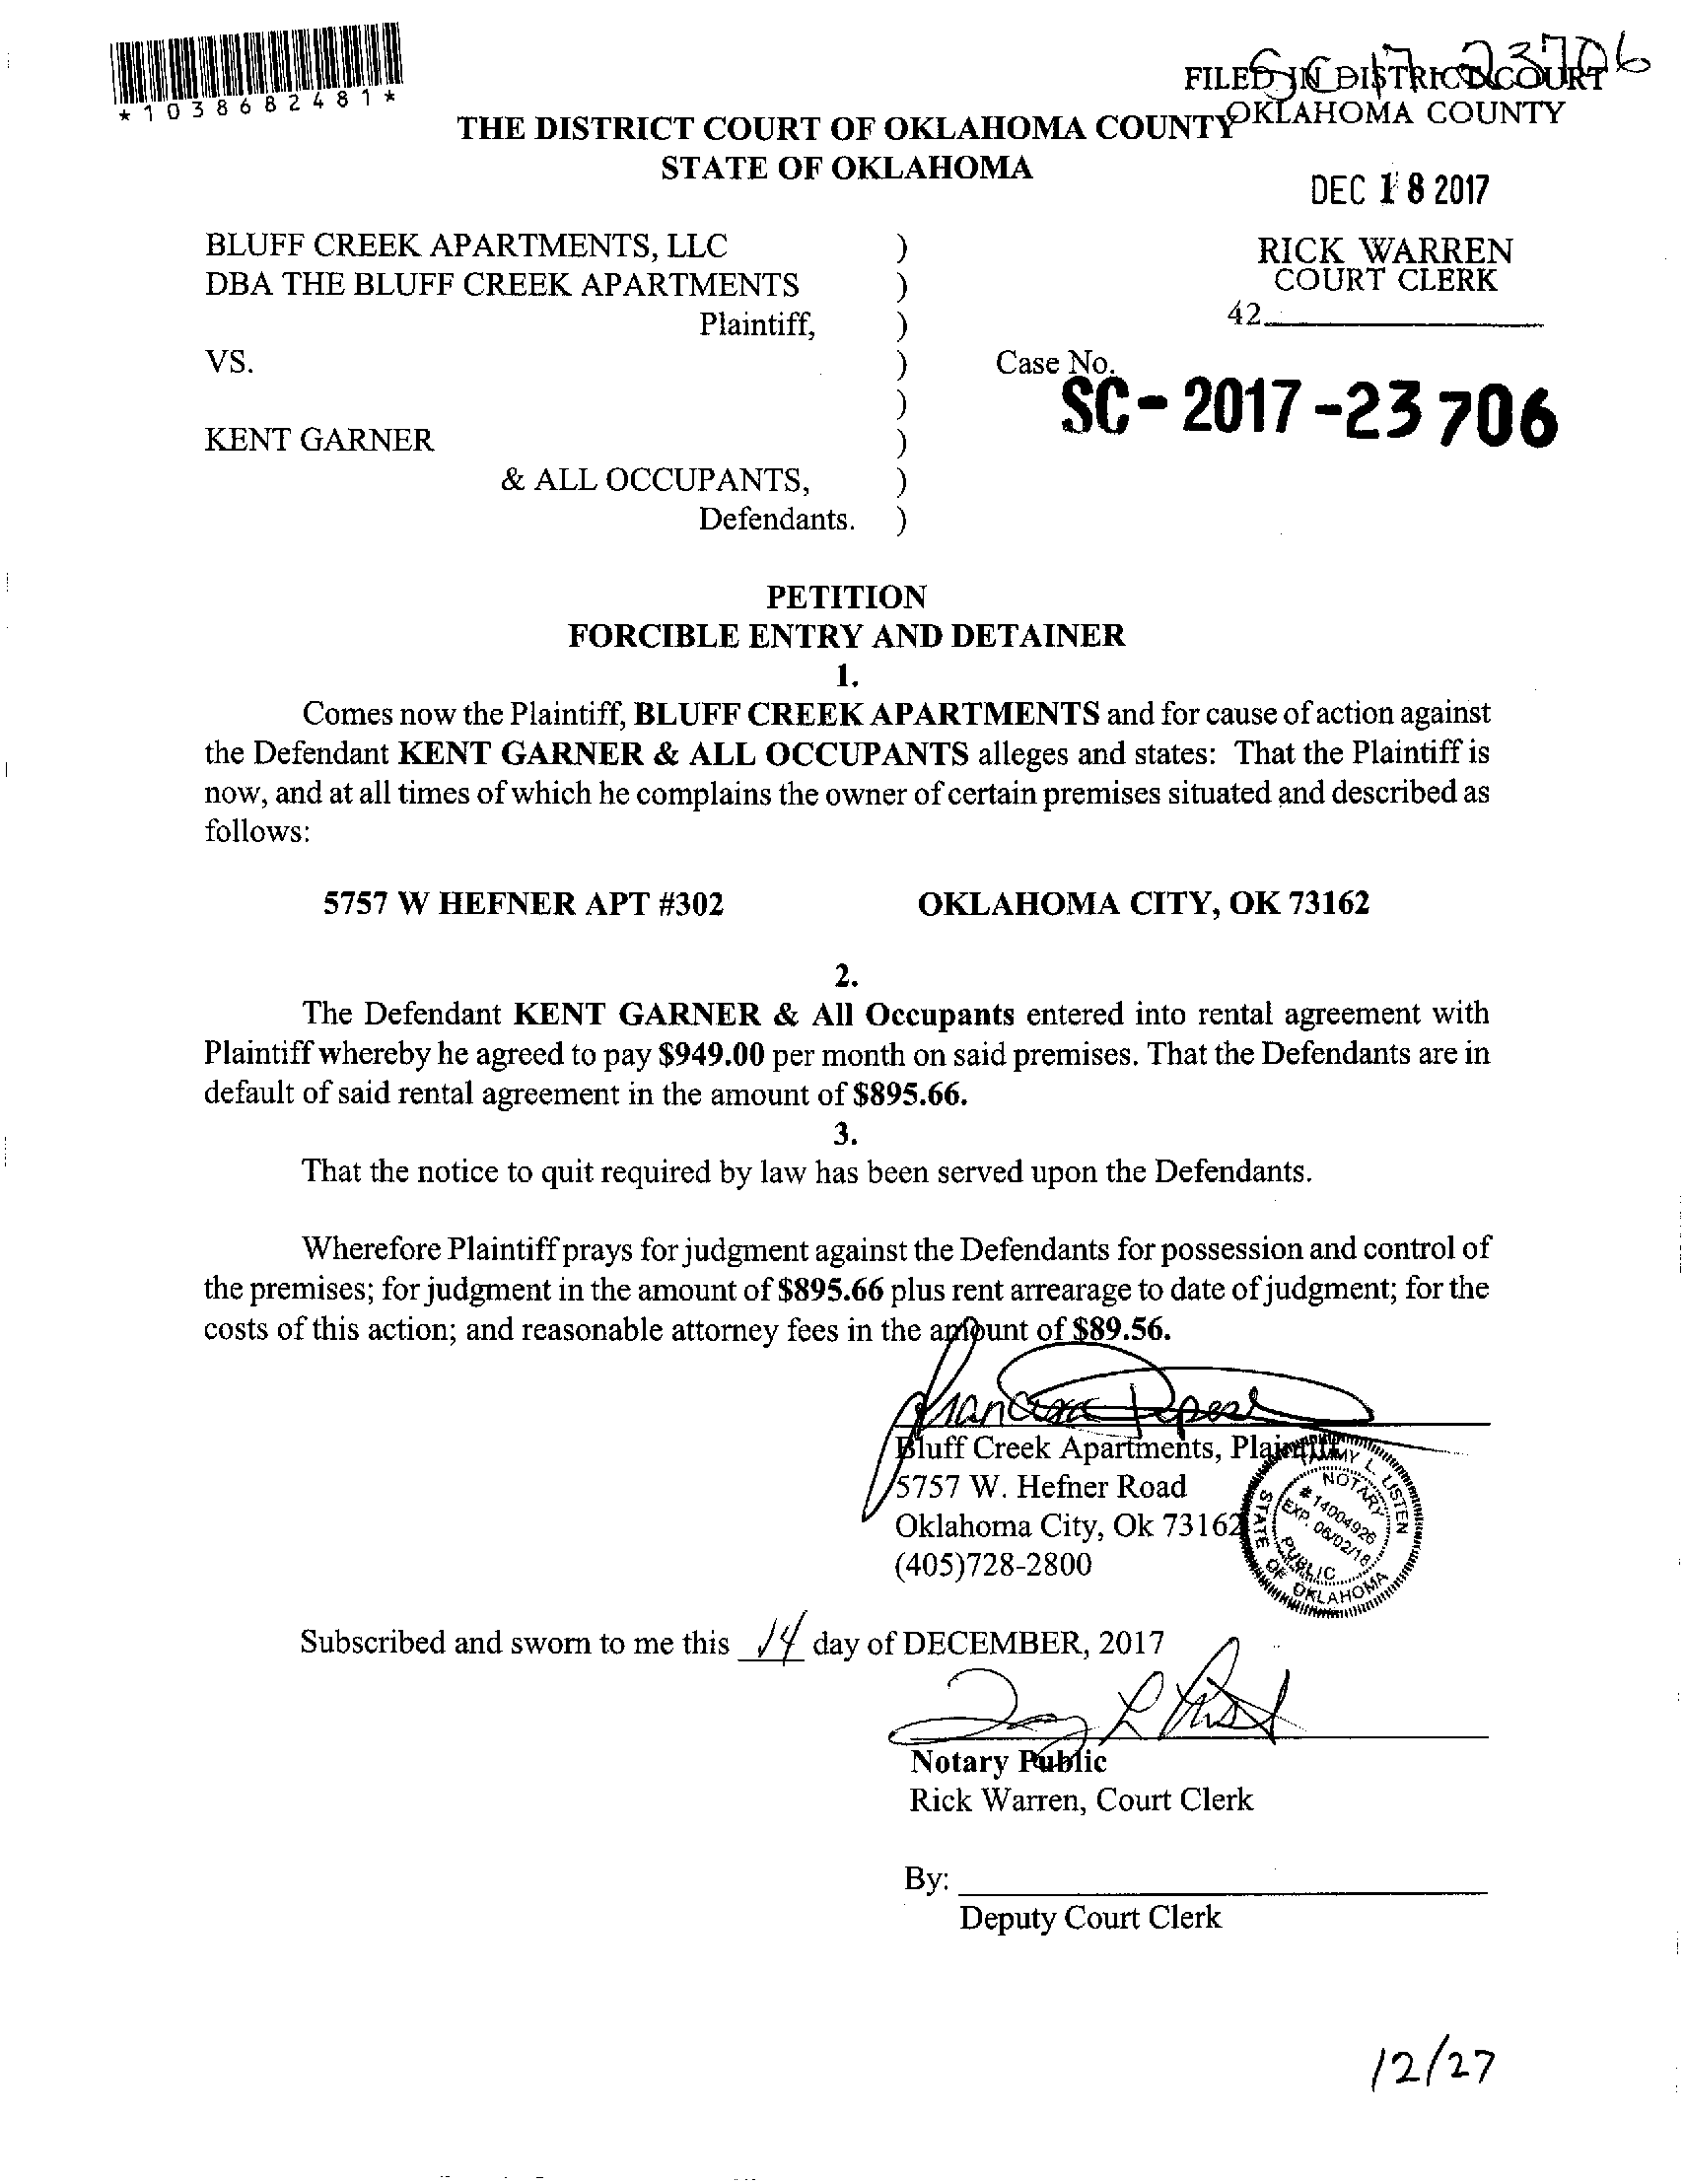 *1038682481*
SC 17 23706
FILED IN DISTRICT COURT
OKLAHOMA COUNTY
THE DISTRICT COURT OF OKLAHOMA COUNTY
STATE OF OKLAHOMA
DEC 18 2017
RICK WARREN
COURT CLERK
42
BLUFF CREEK APARTMENTS, LLC )
DBA THE BLUFF CREEK APARTMENTS )
Plaintiff, )
VS. ) Case No.
) SC-2017-23706
KENT GARNER )
& ALL OCCUPANTS, )
Defendants. )
PETITION
FORCIBLE ENTRY AND DETAINER
1.
Comes now the Plaintiff, BLUFF CREEK APARTMENTS and for cause of action against
the Defendant KENT GARNER & ALL OCCUPANTS alleges and states: That the Plaintiff is
now, and at all times of which he complains the owner of certain premises situated and described as
follows:
5757 W HEFNER APT #302 OKLAHOMA CITY, OK 73162
2.
The Defendant KENT GARNER & All Occupants entered into rental agreement with
Plaintiff whereby he agreed to pay $949.00 per month on said premises. That the Defendants are in
default of said rental agreement in the amount of $895.66.
3.
That the notice to quit required by law has been served upon the Defendants.
Wherefore Plaintiff prays for judgment against the Defendants for possession and control of
the premises; for judgment in the amount of $895.66 plus rent arrearage to date of judgment; for the
costs of this action; and reasonable attorney fees in the amount of $89.56.
Bluff Creek Apartments, Plaintiff
5757 W. Hefner Road
Oklahoma City, Ok 73162
(405)728-2800
TAMMY L. LISTEN
NOTARY
# 14004926
EXP. 06/02/18
PUBLIC
STATE OF OKLAHOMA
Subscribed and sworn to me this 14 day of DECEMBER, 2017
Notary Public
Rick Warren, Court Clerk
By:
Deputy Court Clerk
12/27